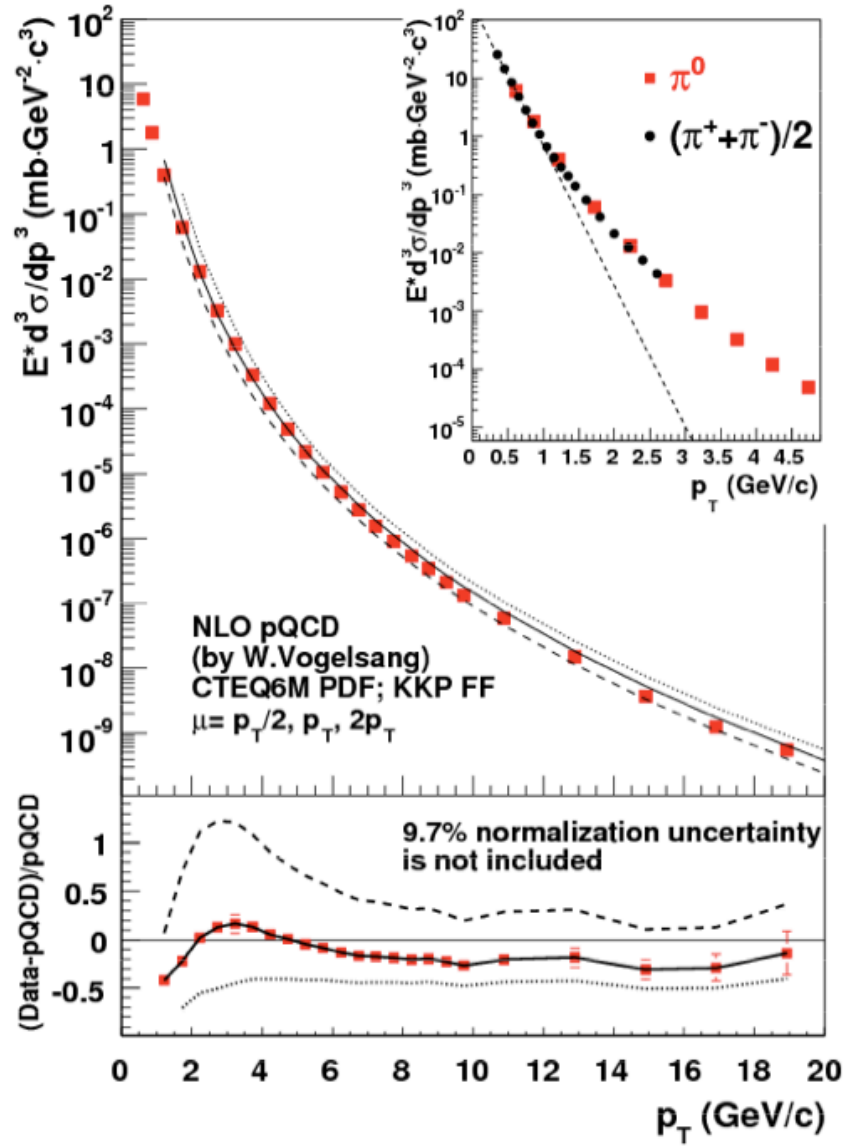 E*d³σ/dp³ (mb·GeV⁻²·c³)
10²
10
1
10⁻¹
10⁻²
10⁻³
10⁻⁴
10⁻⁵
10⁻⁶
10⁻⁷
10⁻⁸
10⁻⁹
E*d³σ/dp³ (mb·GeV⁻²·c³)
10²
10
1
10⁻¹
10⁻²
10⁻³
10⁻⁴
10⁻⁵
π⁰
(π⁺+π⁻)/2
0 0.5 1 1.5 2 2.5 3 3.5 4 4.5
p_T (GeV/c)
NLO pQCD
(by W.Vogelsang)
CTEQ6M PDF; KKP FF
μ= p_T/2, p_T, 2p_T
(Data-pQCD)/pQCD
1
0.5
0
-0.5
9.7% normalization uncertainty
is not included
0 2 4 6 8 10 12 14 16 18 20
p_T (GeV/c)